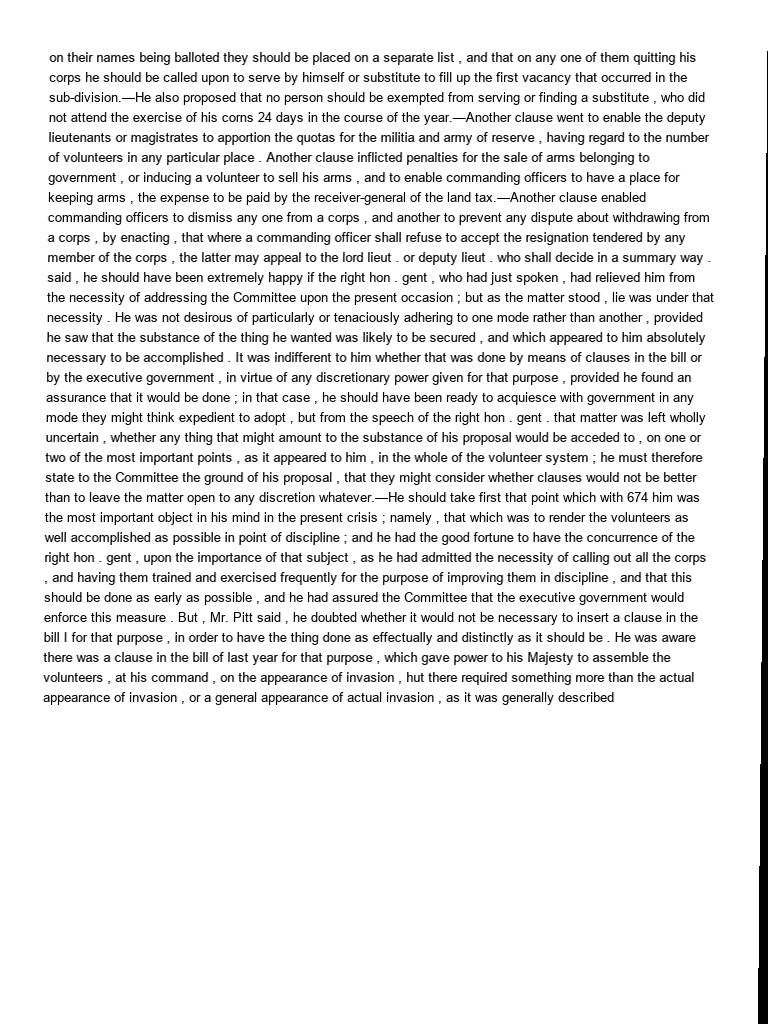 on their names being balloted they should be placed on a separate list , and that on any one of them quitting his
corps he should be called upon to serve by himself or substitute to fill up the first vacancy that occurred in the
sub-division.—He also proposed that no person should be exempted from serving or finding a substitute , who did
not attend the exercise of his corns 24 days in the course of the year.—Another clause went to enable the deputy
lieutenants or magistrates to apportion the quotas for the militia and army of reserve , having regard to the number
of volunteers in any particular place . Another clause inflicted penalties for the sale of arms belonging to
government , or inducing a volunteer to sell his arms , and to enable commanding officers to have a place for
keeping arms , the expense to be paid by the receiver-general of the land tax.—Another clause enabled
commanding officers to dismiss any one from a corps , and another to prevent any dispute about withdrawing from
a corps , by enacting , that where a commanding officer shall refuse to accept the resignation tendered by any
member of the corps , the latter may appeal to the lord lieut . or deputy lieut . who shall decide in a summary way .
said , he should have been extremely happy if the right hon . gent , who had just spoken , had relieved him from
the necessity of addressing the Committee upon the present occasion ; but as the matter stood , lie was under that
necessity . He was not desirous of particularly or tenaciously adhering to one mode rather than another , provided
he saw that the substance of the thing he wanted was likely to be secured , and which appeared to him absolutely
necessary to be accomplished . It was indifferent to him whether that was done by means of clauses in the bill or
by the executive government , in virtue of any discretionary power given for that purpose , provided he found an
assurance that it would be done ; in that case , he should have been ready to acquiesce with government in any
mode they might think expedient to adopt , but from the speech of the right hon . gent . that matter was left wholly
uncertain , whether any thing that might amount to the substance of his proposal would be acceded to , on one or
two of the most important points , as it appeared to him , in the whole of the volunteer system ; he must therefore
state to the Committee the ground of his proposal , that they might consider whether clauses would not be better
than to leave the matter open to any discretion whatever.—He should take first that point which with 674 him was
the most important object in his mind in the present crisis ; namely , that which was to render the volunteers as
well accomplished as possible in point of discipline ; and he had the good fortune to have the concurrence of the
right hon . gent , upon the importance of that subject , as he had admitted the necessity of calling out all the corps
, and having them trained and exercised frequently for the purpose of improving them in discipline , and that this
should be done as early as possible , and he had assured the Committee that the executive government would
enforce this measure . But , Mr. Pitt said , he doubted whether it would not be necessary to insert a clause in the
bill I for that purpose , in order to have the thing done as effectually and distinctly as it should be . He was aware
there was a clause in the bill of last year for that purpose , which gave power to his Majesty to assemble the
volunteers , at his command , on the appearance of invasion , hut there required something more than the actual
appearance of invasion , or a general appearance of actual invasion , as it was generally described